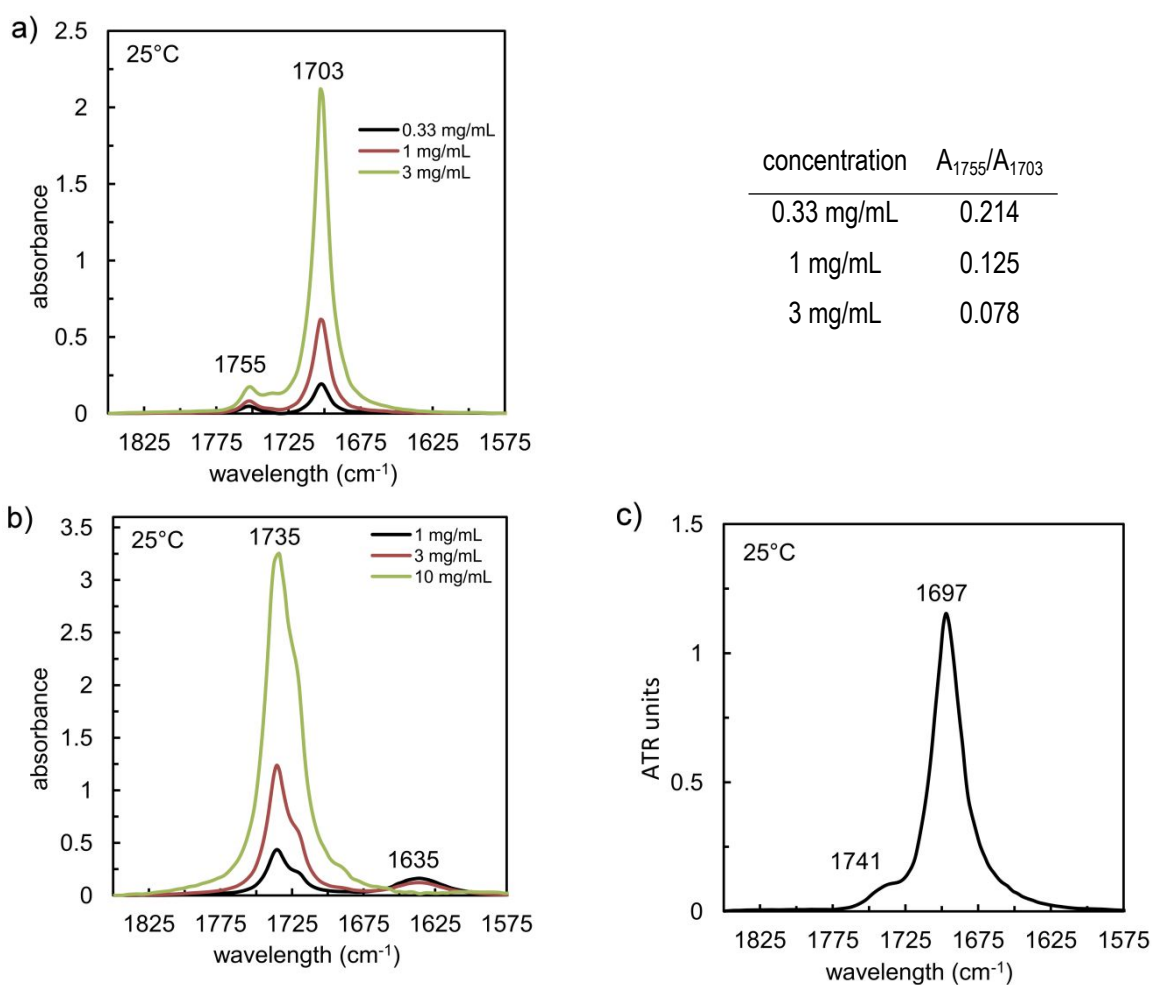 a)
2.5
25°C
1703
2
0.33 mg/mL
1 mg/mL
3 mg/mL
1.5
absorbance
1
0.5
1755
0
1825 1775 1725 1675 1625 1575
wavelength (cm-1)
concentration A1755/A1703
0.33 mg/mL 0.214
1 mg/mL 0.125
3 mg/mL 0.078
b)
3.5
25°C
1735
1 mg/mL
3 mg/mL
10 mg/mL
3
2.5
2
absorbance
1.5
1
0.5
1635
0
1825 1775 1725 1675 1625 1575
wavelength (cm-1)
c)
1.5
25°C
1697
1
ATR units
0.5
1741
0
1825 1775 1725 1675 1625 1575
wavelength (cm-1)